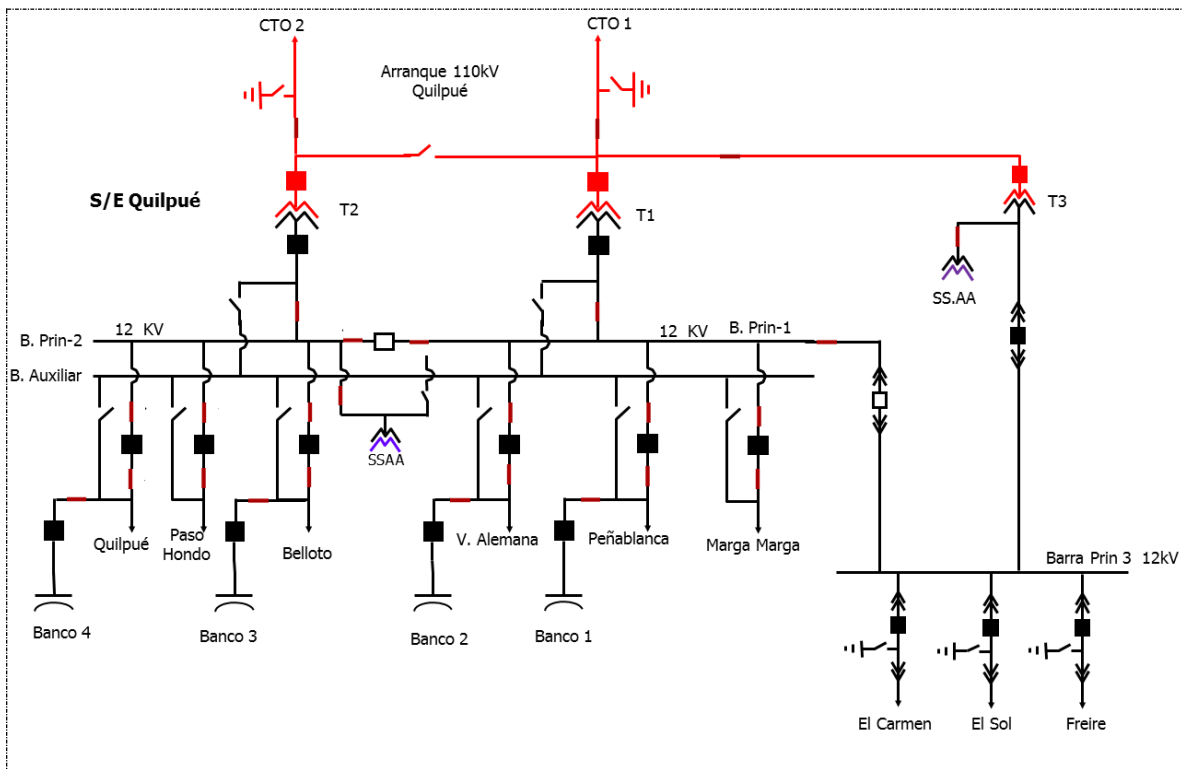 CTO 2
CTO 1
Arranque 110kV
Quilpué
S/E Quilpué
T2
T1
T3
SS.AA
12 KV
12 KV
B. Prin-1
B. Prin-2
B. Auxiliar
SSAA
Quilpué
Paso
Hondo
Belloto
V. Alemana
Peñablanca
Marga Marga
Barra Prin 3 12kV
Banco 4
Banco 3
Banco 2
Banco 1
El Carmen
El Sol
Freire